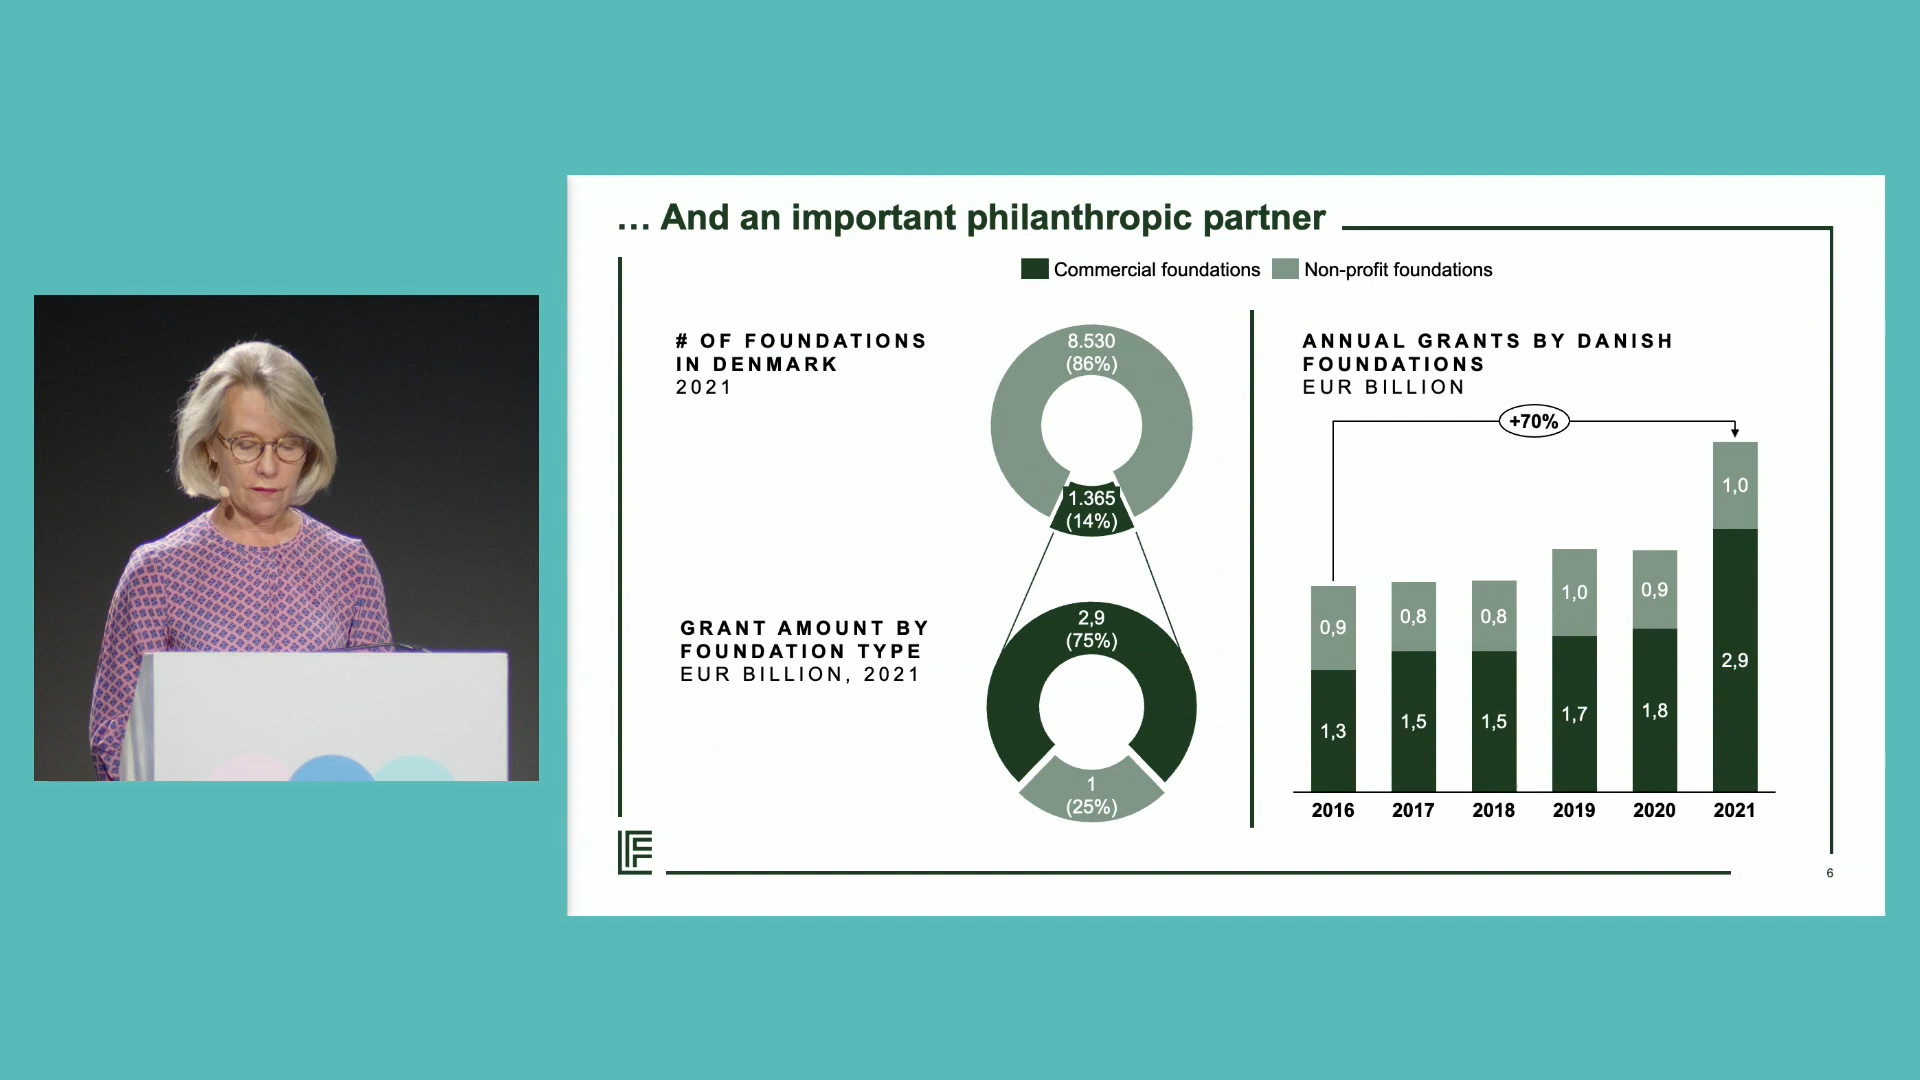 ... And an important philanthropic partner
Commercial foundations Non-profit foundations
# OF FOUNDATIONS
IN DENMARK
2021
8.530
(86%)
1.365
(14%)
GRANT AMOUNT BY
FOUNDATION TYPE
EUR BILLION, 2021
2,9
(75%)
1
(25%)
ANNUAL GRANTS BY DANISH
FOUNDATIONS
EUR BILLION
+70%
0,9 0,8 0,8 1,0 0,9 1,0
1,3 1,5 1,5 1,7 1,8 2,9
2016 2017 2018 2019 2020 2021
6